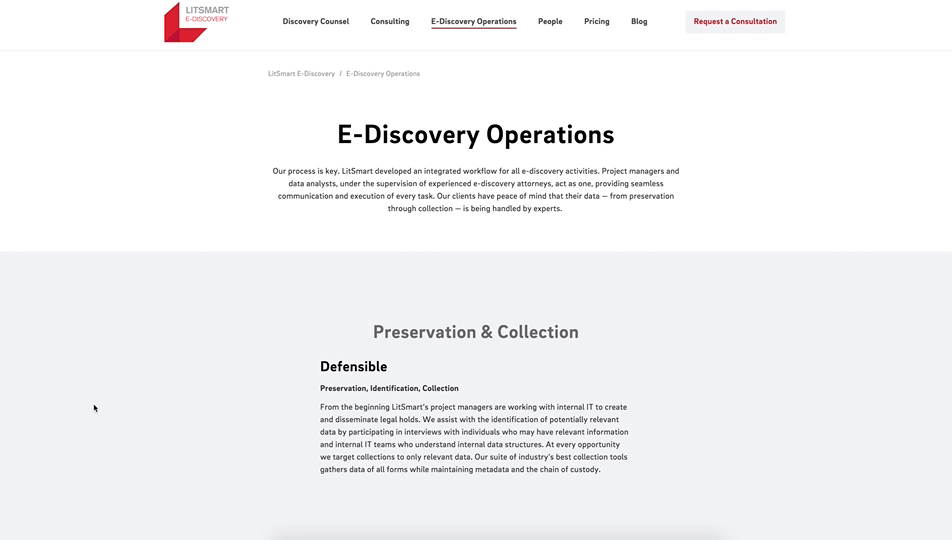 LITSMART
E-DISCOVERY
Discovery Counsel
Consulting
E-Discovery Operations
People
Pricing
Blog
Request a Consultation
LitSmart E-Discovery / E-Discovery Operations
E-Discovery Operations
Our process is key. LitSmart developed an integrated workflow for all e-discovery activities. Project managers and
data analysts, under the supervision of experienced e-discovery attorneys, act as one, providing seamless
communication and execution of every task. Our clients have peace of mind that their data — from preservation
through collection — is being handled by experts.
Preservation & Collection
Defensible
Preservation, Identification, Collection
From the beginning LitSmart's project managers are working with internal IT to create
and disseminate legal holds. We assist with the identification of potentially relevant
data by participating in interviews with individuals who may have relevant information
and internal IT teams who understand internal data structures. At every opportunity
we target collections to only relevant data. Our suite of industry's best collection tools
gathers data of all forms while maintaining metadata and the chain of custody.